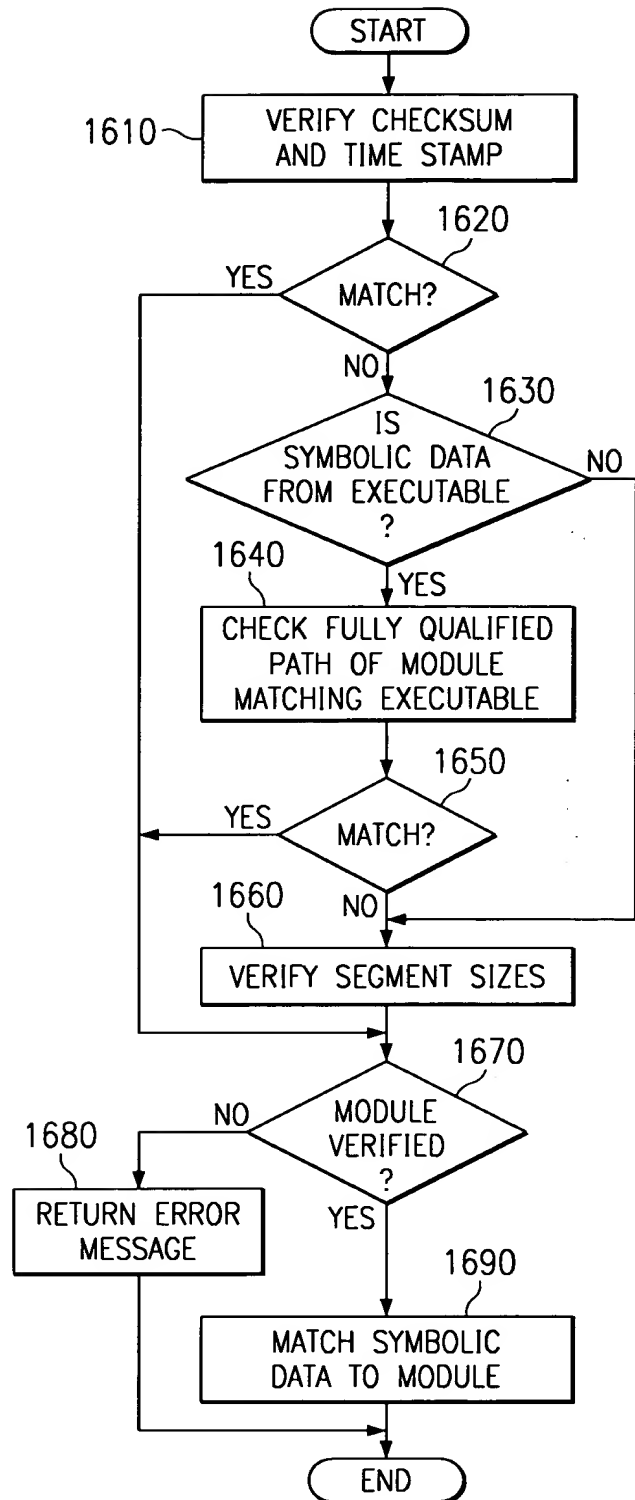 START
1610
VERIFY CHECKSUM
AND TIME STAMP
1620
YES
MATCH?
NO
1630
IS
SYMBOLIC DATA
FROM EXECUTABLE
?
NO
1640
YES
CHECK FULLY QUALIFIED
PATH OF MODULE
MATCHING EXECUTABLE
1650
YES
MATCH?
1660
NO
VERIFY SEGMENT SIZES
1670
NO
MODULE
VERIFIED
?
1680
YES
RETURN ERROR
MESSAGE
1690
MATCH SYMBOLIC
DATA TO MODULE
END